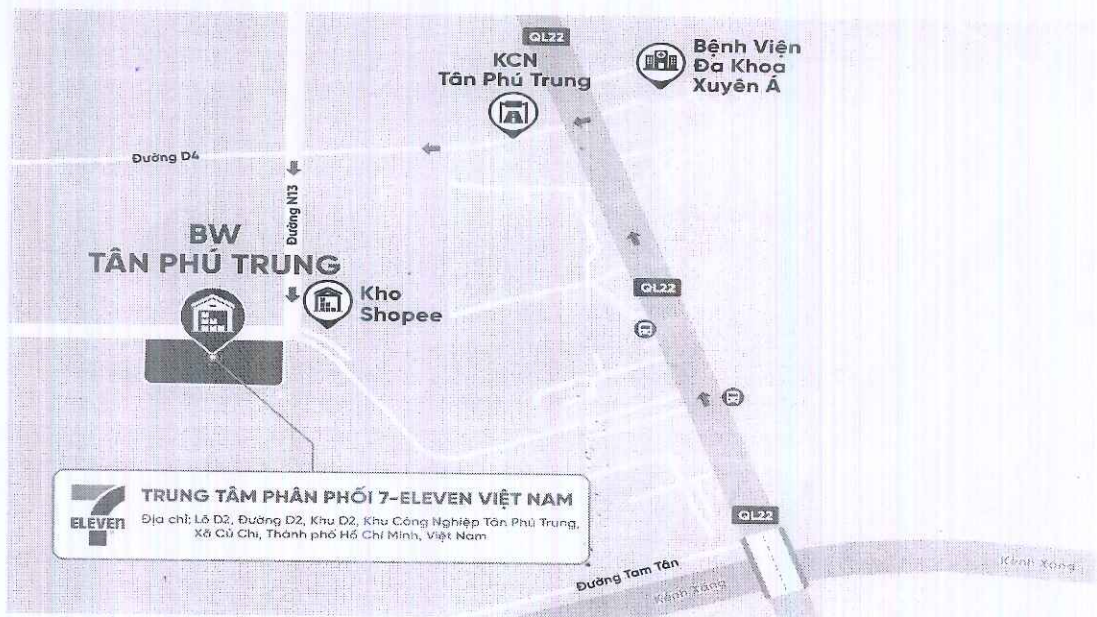 QL22
KCN
Tân Phú Trung
Bệnh Viện
Đa Khoa
Xuyên Á
Đường D4
Đường N13
BW
TÂN PHÚ TRUNG
Kho
Shopee
QL22
7
ELEVEN
TRUNG TÂM PHÂN PHỐI 7-ELEVEN VIỆT NAM
Địa chỉ: Lô D2, Đường D2, Khu D2, Khu Công Nghiệp Tân Phú Trung,
Xã Củ Chi, Thành phố Hồ Chí Minh, Việt Nam
QL22
Đường Tam Tân
Kênh Xáng
Kênh Xáng